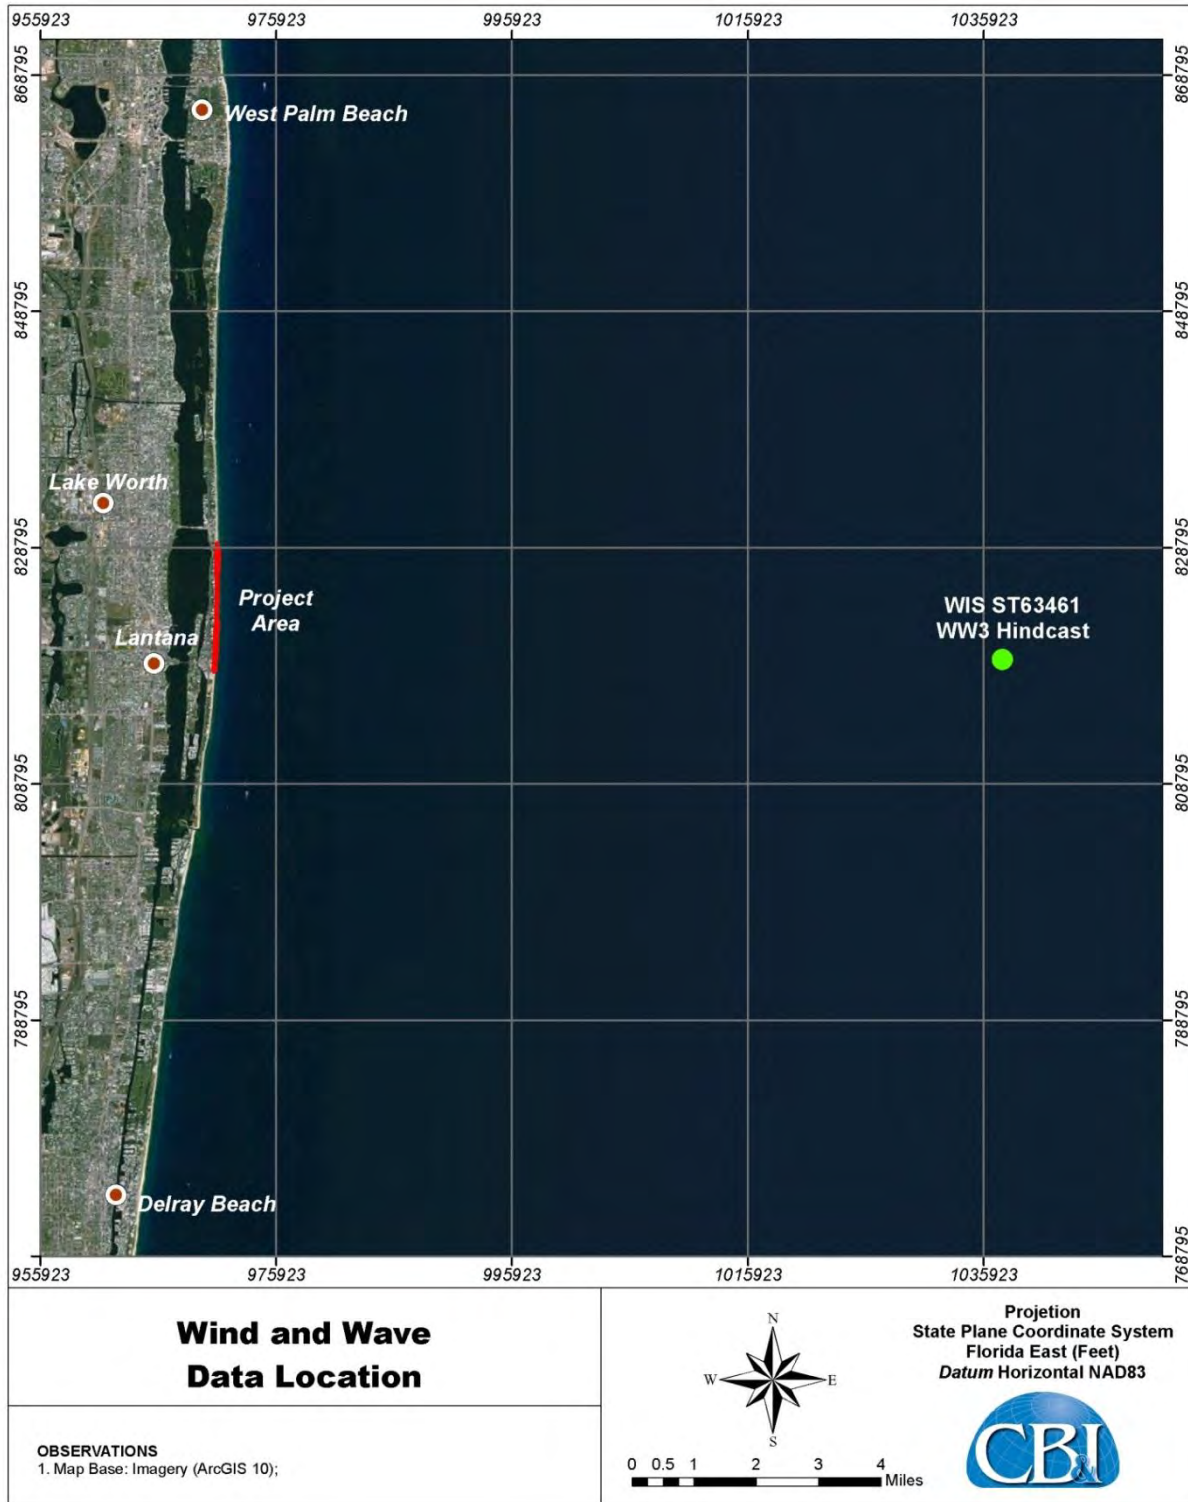 955923 975923 995923 1015923 1035923
868795 868795
West Palm Beach
848795 848795
Lake Worth
828795 828795
Project
Area
WIS ST63461
WW3 Hindcast
Lantana
808795 808795
788795 788795
Delray Beach
768795
955923 975923 995923 1015923 1035923
Wind and Wave
Data Location
OBSERVATIONS
1. Map Base: Imagery (ArcGIS 10);
N
W E
S
0 0.5 1 2 3 4
Miles
Projetion
State Plane Coordinate System
Florida East (Feet)
Datum Horizontal NAD83
CB&I